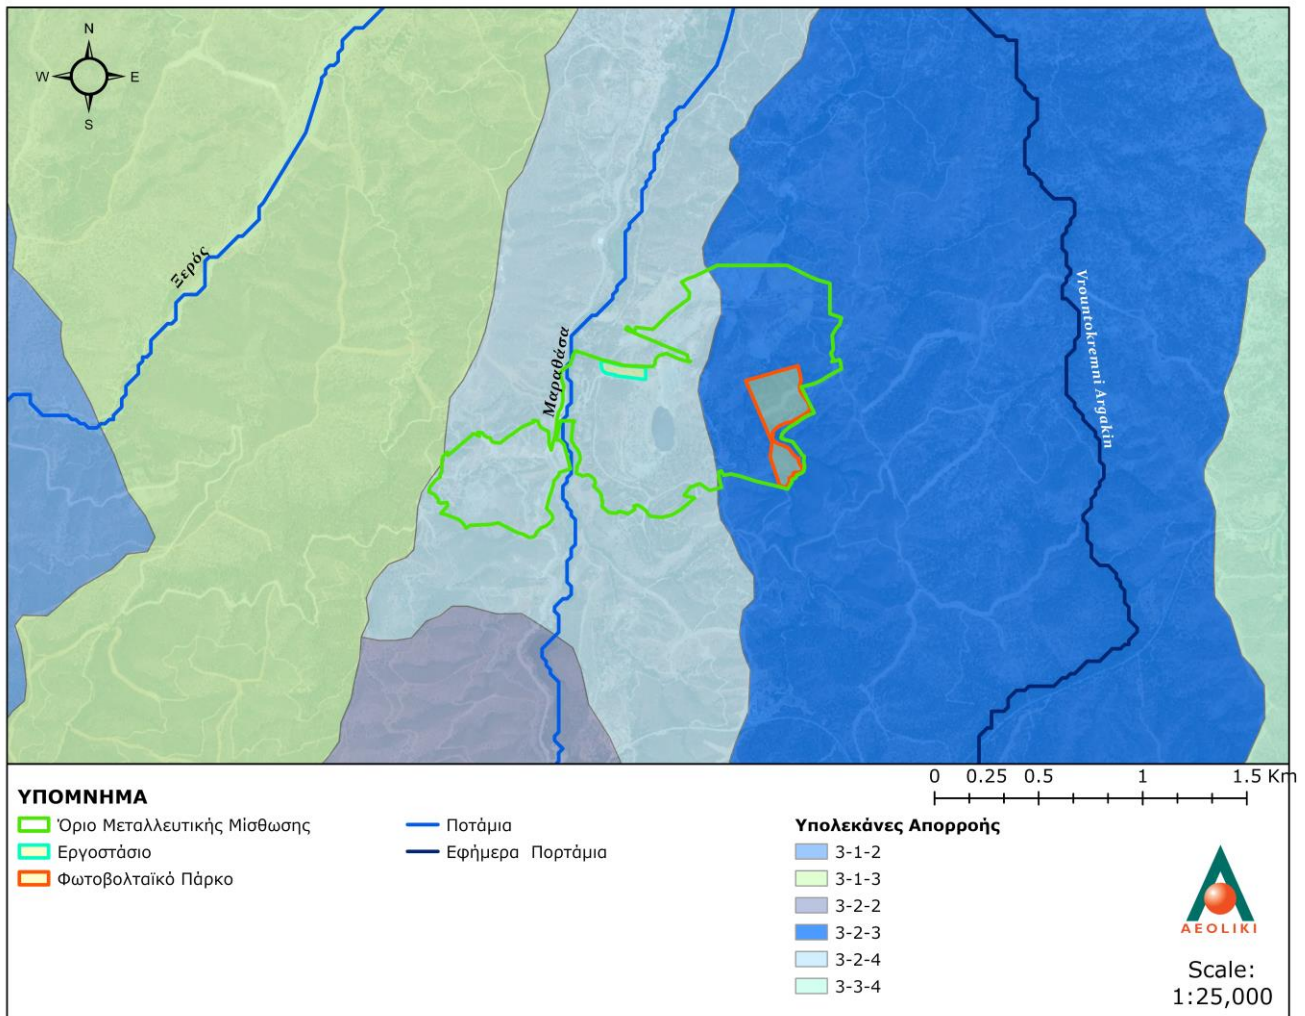 N
W E
S
Ξερός
Μαραθάσα
Vrountokremni Argakin
0 0.25 0.5 1 1.5 Km
ΥΠΟΜΝΗΜΑ
Όριο Μεταλλευτικής Μίσθωσης
Εργοστάσιο
Φωτοβολταϊκό Πάρκο
Ποτάμια
Εφήμερα Πορτάμια
Υπολεκάνες Απορροής
3-1-2
3-1-3
3-2-2
3-2-3
3-2-4
3-3-4
AEOLIKI
Scale:
1:25,000